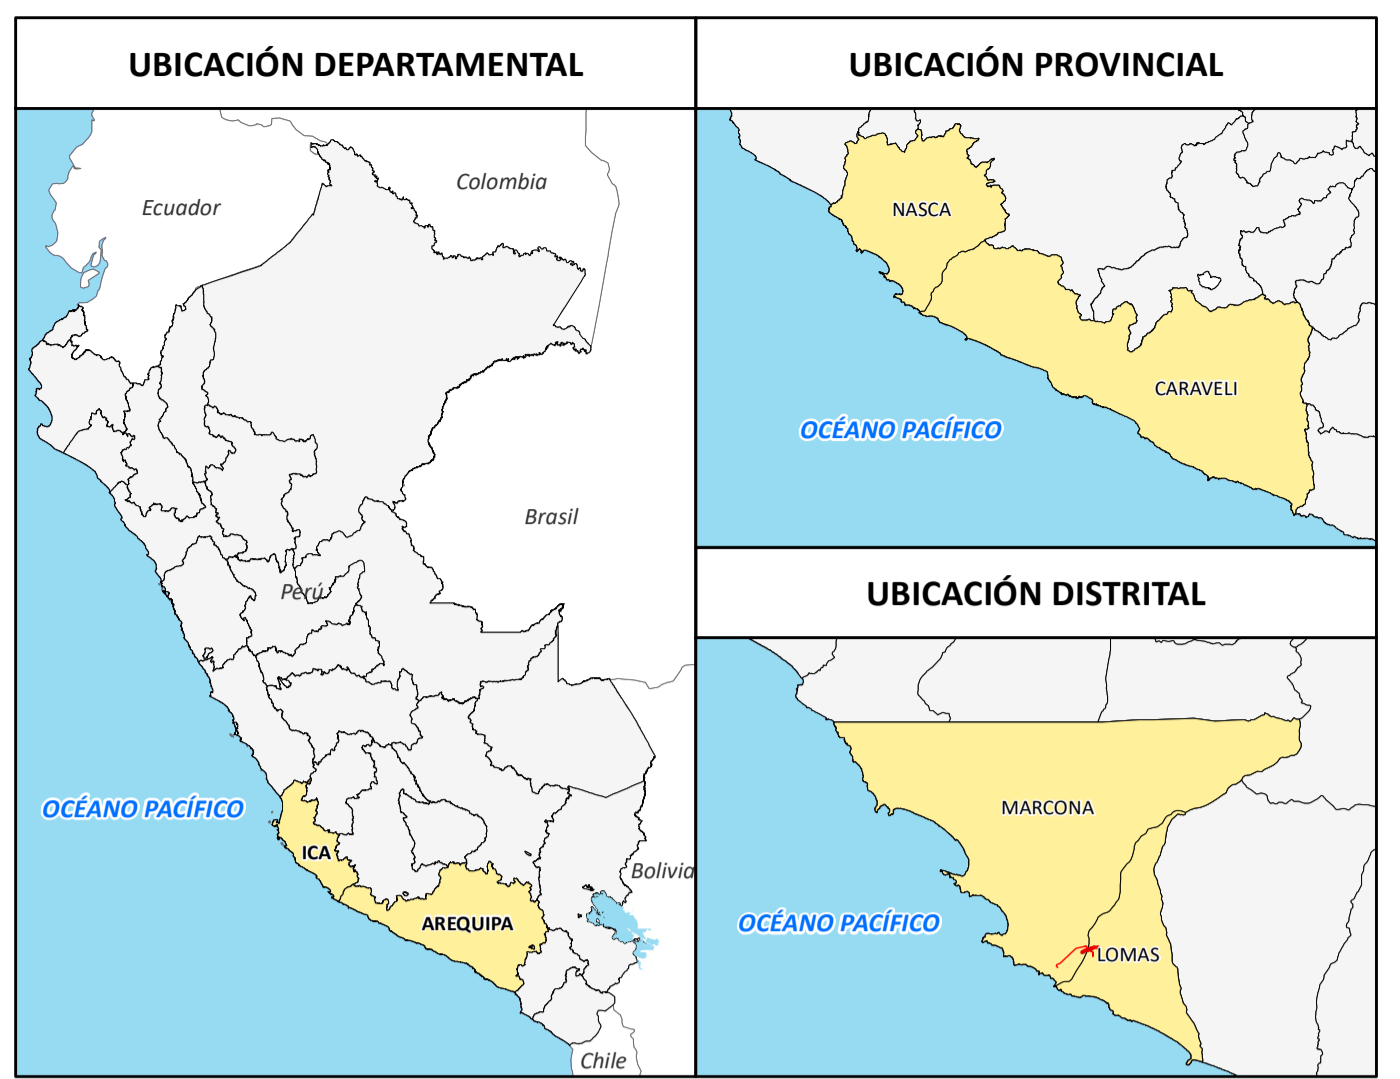 UBICACIÓN DEPARTAMENTAL
Ecuador
Colombia
Brasil
Perú
OCÉANO PACÍFICO
ICA
AREQUIPA
Bolivia
Chile
UBICACIÓN PROVINCIAL
NASCA
CARAVELI
OCÉANO PACÍFICO
UBICACIÓN DISTRITAL
MARCONA
OCÉANO PACÍFICO
LOMAS